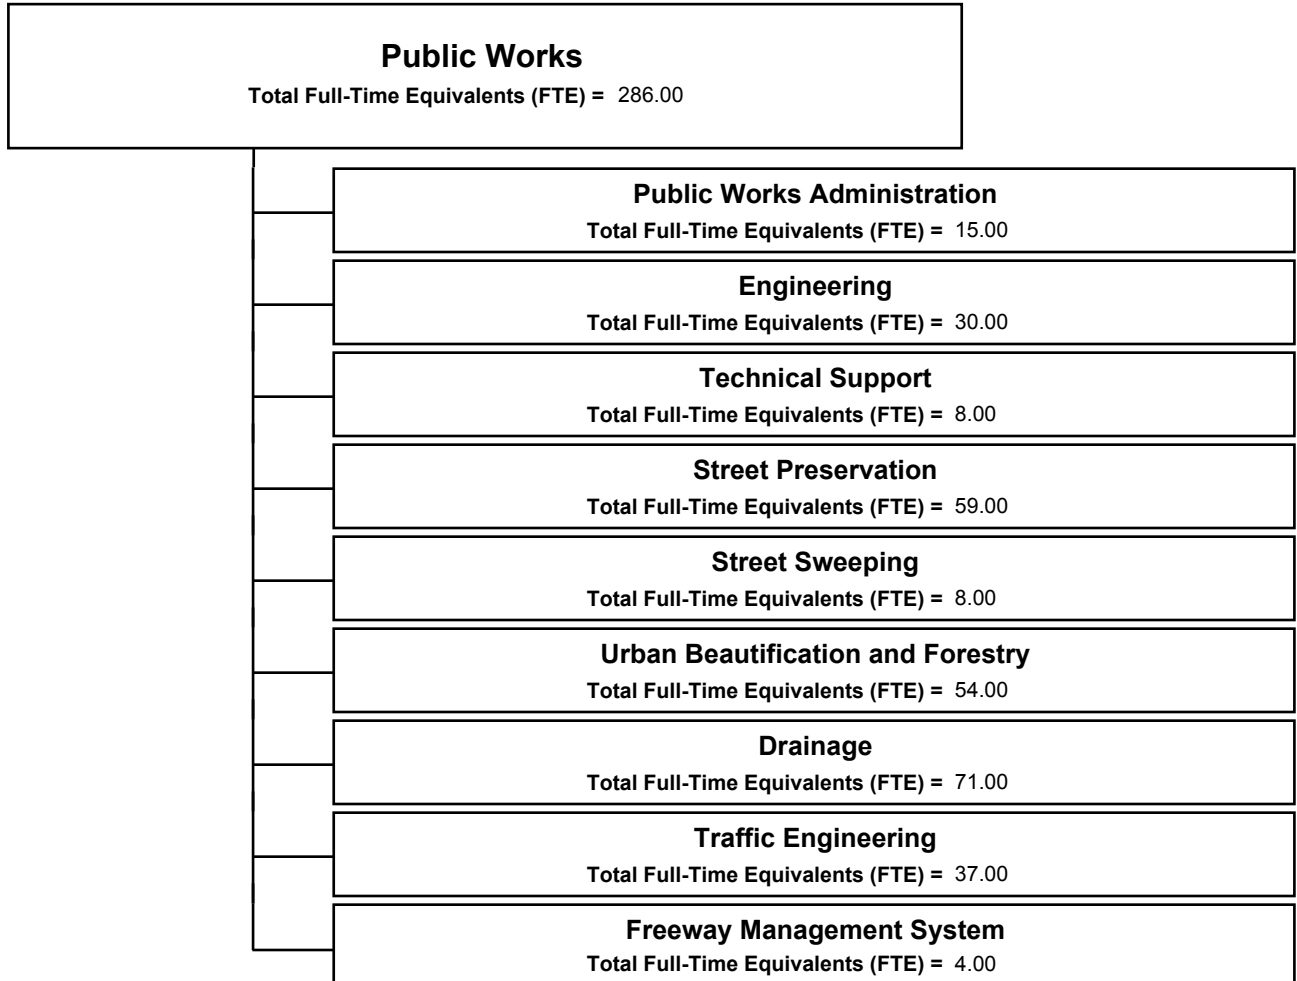 Public Works
Total Full-Time Equivalents (FTE) = 286.00
Public Works Administration
Total Full-Time Equivalents (FTE) = 15.00
Engineering
Total Full-Time Equivalents (FTE) = 30.00
Technical Support
Total Full-Time Equivalents (FTE) = 8.00
Street Preservation
Total Full-Time Equivalents (FTE) = 59.00
Street Sweeping
Total Full-Time Equivalents (FTE) = 8.00
Urban Beautification and Forestry
Total Full-Time Equivalents (FTE) = 54.00
Drainage
Total Full-Time Equivalents (FTE) = 71.00
Traffic Engineering
Total Full-Time Equivalents (FTE) = 37.00
Freeway Management System
Total Full-Time Equivalents (FTE) = 4.00